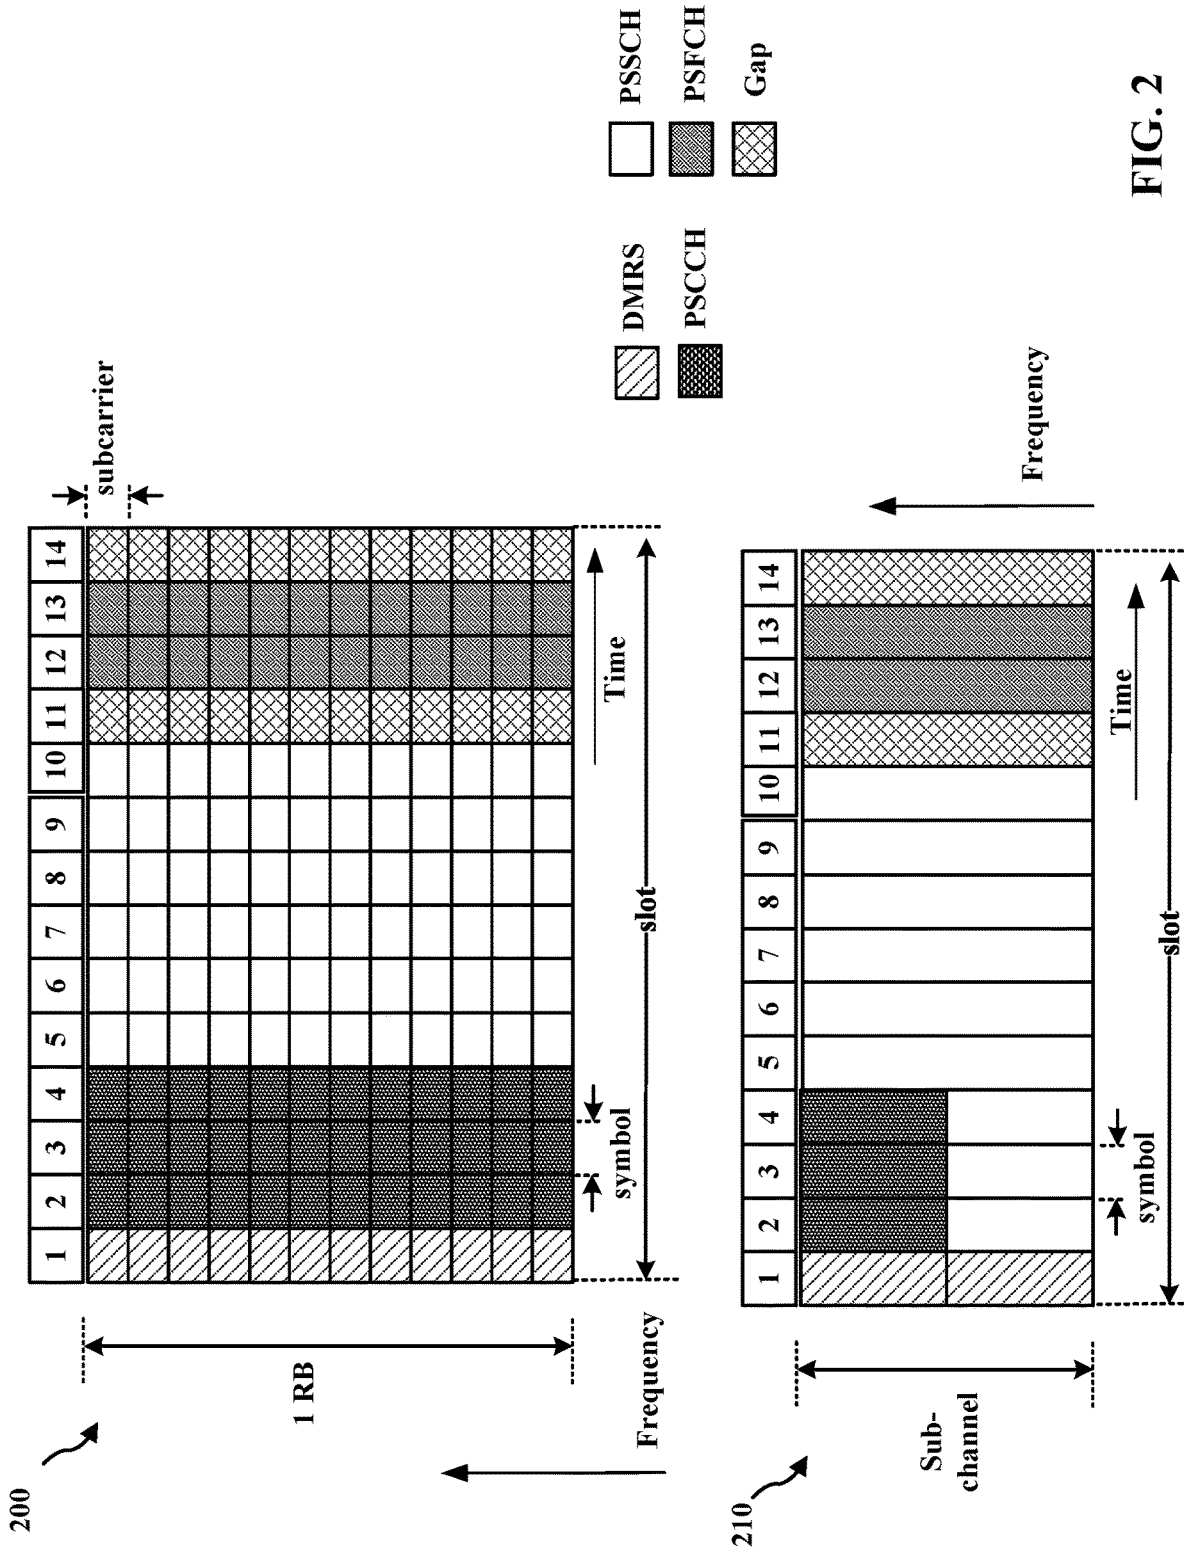 200
1 2 3 4 5 6 7 8 9 10 11 12 13 14
subcarrier
1 RB
Frequency
symbol
Time
slot
DMRS
PSSCH
PSCCH
PSFCH
Gap
210
1 2 3 4 5 6 7 8 9 10 11 12 13 14
Sub-
channel
Frequency
symbol
Time
slot
FIG. 2